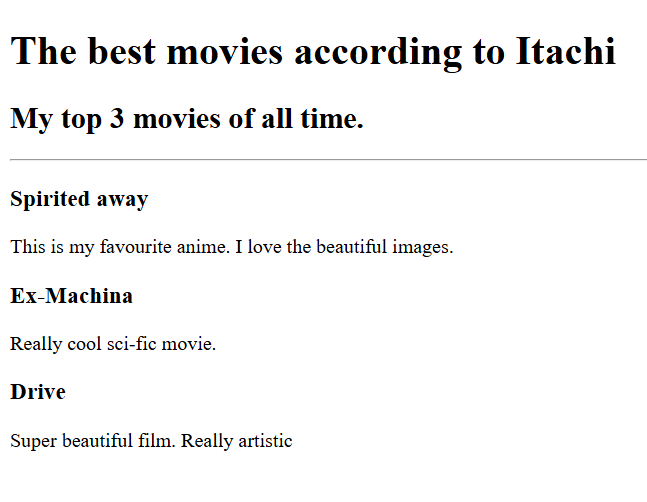 The best movies according to Itachi
My top 3 movies of all time.
Spirited away
This is my favourite anime. I love the beautiful images.
Ex-Machina
Really cool sci-fic movie.
Drive
Super beautiful film. Really artistic